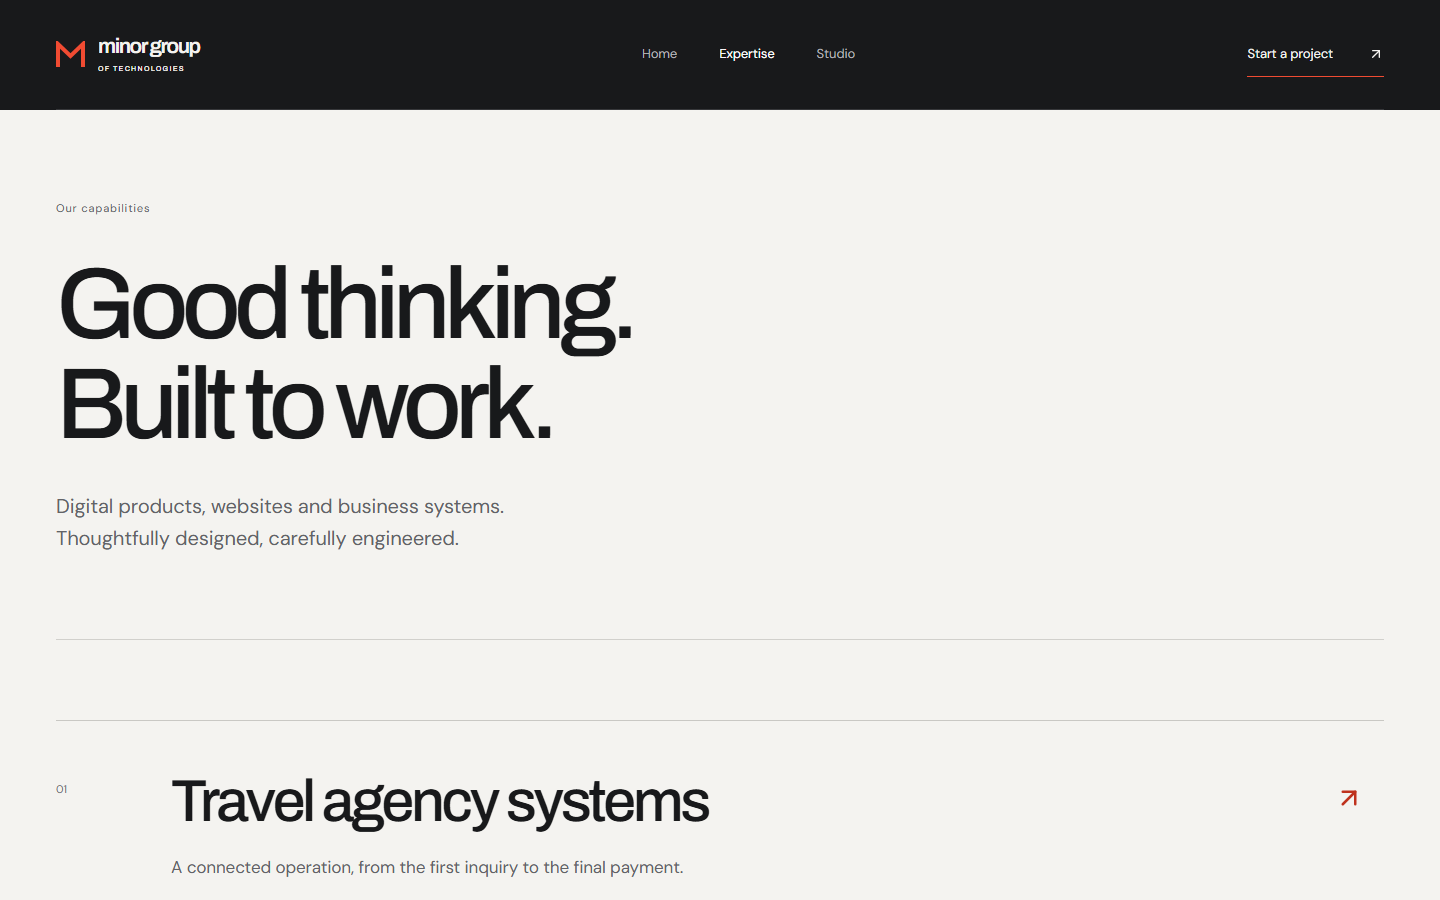 minor group
OF TECHNOLOGIES
Home
Expertise
Studio
Start a project
Our capabilities
Good thinking.
Built to work.
Digital products, websites and business systems.
Thoughtfully designed, carefully engineered.
01
Travel agency systems
A connected operation, from the first inquiry to the final payment.